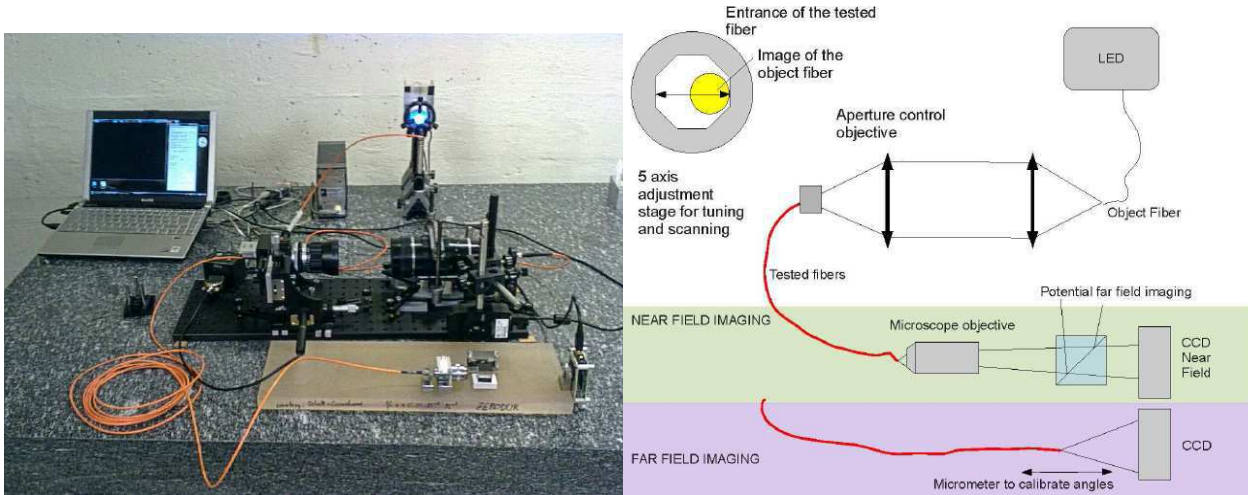 Entrance of the tested
fiber
Image of the
object fiber
LED
Aperture control
objective
5 axis
adjustment
stage for tuning
and scanning
Object Fiber
Tested fibers
Potential far field imaging
NEAR FIELD IMAGING
Microscope objective
CCD
Near
Field
FAR FIELD IMAGING
CCD
Micrometer to calibrate angles
ZERODUR